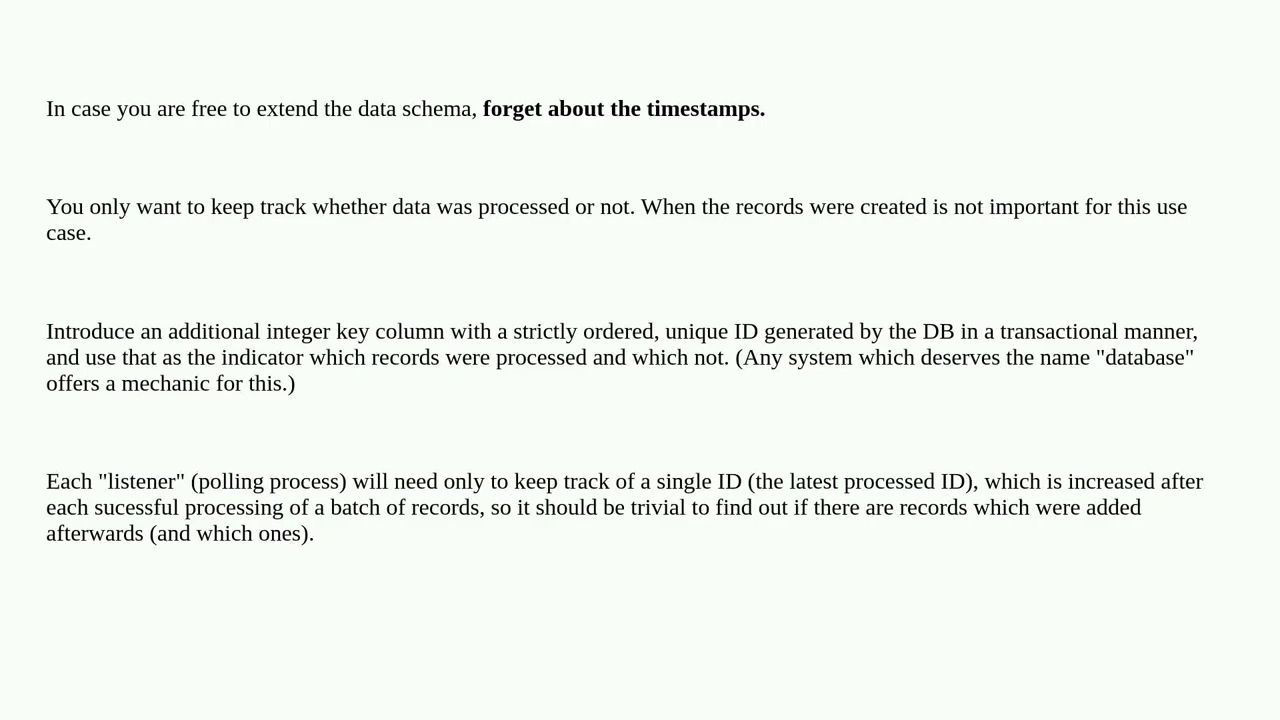 In case you are free to extend the data schema, forget about the timestamps.
You only want to keep track whether data was processed or not. When the records were created is not important for this use
case.
Introduce an additional integer key column with a strictly ordered, unique ID generated by the DB in a transactional manner,
and use that as the indicator which records were processed and which not. (Any system which deserves the name "database"
offers a mechanic for this.)
Each "listener" (polling process) will need only to keep track of a single ID (the latest processed ID), which is increased after
each sucessful processing of a batch of records, so it should be trivial to find out if there are records which were added
afterwards (and which ones).